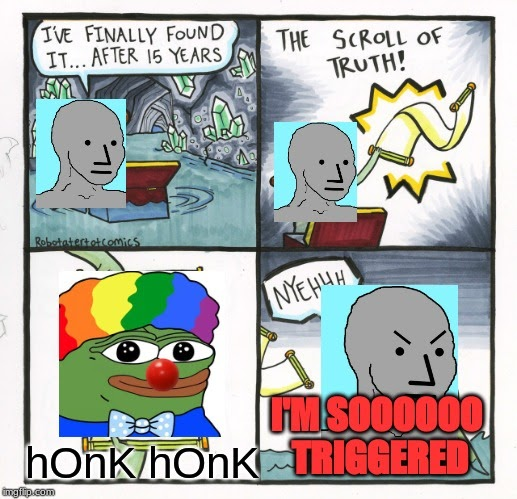 I'VE FINALLY FOUND
IT... AFTER 15 YEARS
THE SCROLL OF
TRUTH!
Robotatertotcomics
hOnK hOnK
NYEHHH
I'M SOOOOOO
TRIGGERED
imgflip.com